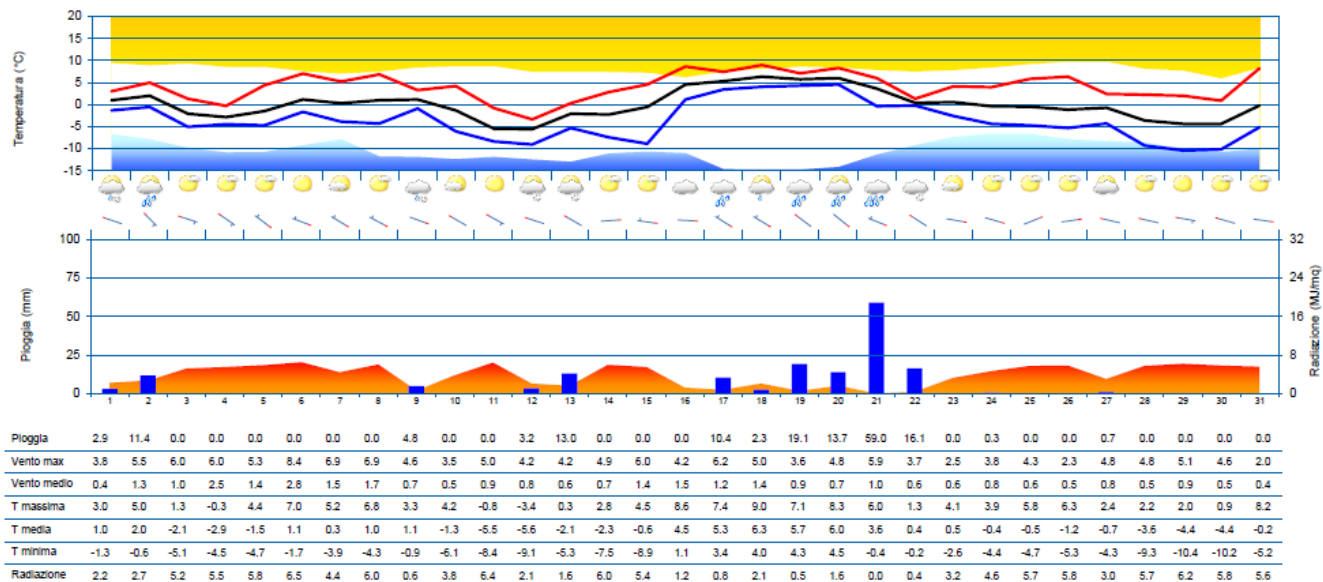 20
15
10
5
0
-5
-10
-15
Temperatura (°C)
100
75
50
25
0
Pioggia (mm)
32
24
16
8
0
Radiazione (MJ/mq)
1 2 3 4 5 6 7 8 9 10 11 12 13 14 15 16 17 18 19 20 21 22 23 24 25 26 27 28 29 30 31
Pioggia 2.9 11.4 0.0 0.0 0.0 0.0 0.0 0.0 4.8 0.0 0.0 3.2 13.0 0.0 0.0 0.0 10.4 2.3 19.1 13.7 59.0 16.1 0.0 0.3 0.0 0.0 0.7 0.0 0.0 0.0 0.0
Vento max 3.8 5.5 6.0 6.0 5.3 8.4 6.9 6.9 4.6 3.5 5.0 4.2 4.2 4.9 6.0 4.2 6.2 5.0 3.6 4.8 5.9 3.7 2.5 3.8 4.3 2.3 4.8 4.8 5.1 4.6 2.0
Vento medio 0.4 1.3 1.0 2.5 1.4 2.8 1.5 1.7 0.7 0.5 0.9 0.8 0.6 0.7 1.4 1.5 1.2 1.4 0.9 0.7 1.0 0.6 0.6 0.8 0.6 0.5 0.8 0.5 0.9 0.5 0.4
T massima 3.0 5.0 1.3 -0.3 4.4 7.0 5.2 6.8 3.3 4.2 -0.8 -3.4 0.3 2.8 4.5 8.6 7.4 9.0 7.1 8.3 6.0 1.3 4.1 3.9 5.8 6.3 2.4 2.2 2.0 0.9 8.2
T media 1.0 2.0 -2.1 -2.9 -1.5 1.1 0.3 1.0 1.1 -1.3 -5.5 -5.6 -2.1 -2.3 -0.6 4.5 5.3 6.3 5.7 6.0 3.6 0.4 0.5 -0.4 -0.5 -1.2 -0.7 -3.6 -4.4 -4.4 -0.2
T minima -1.3 -0.6 -5.1 -4.5 -4.7 -1.7 -3.9 -4.3 -0.9 -6.1 -8.4 -9.1 -5.3 -7.5 -8.9 1.1 3.4 4.0 4.3 4.5 -0.4 -0.2 -2.6 -4.4 -4.7 -5.3 -4.3 -9.3 -10.4 -10.2 -5.2
Radiazione 2.2 2.7 5.2 5.5 5.8 6.5 4.4 6.0 0.6 3.8 6.4 2.1 1.6 6.0 5.4 1.2 0.8 2.1 0.5 1.6 0.0 0.4 3.2 4.6 5.7 5.8 3.0 5.7 6.2 5.8 5.6